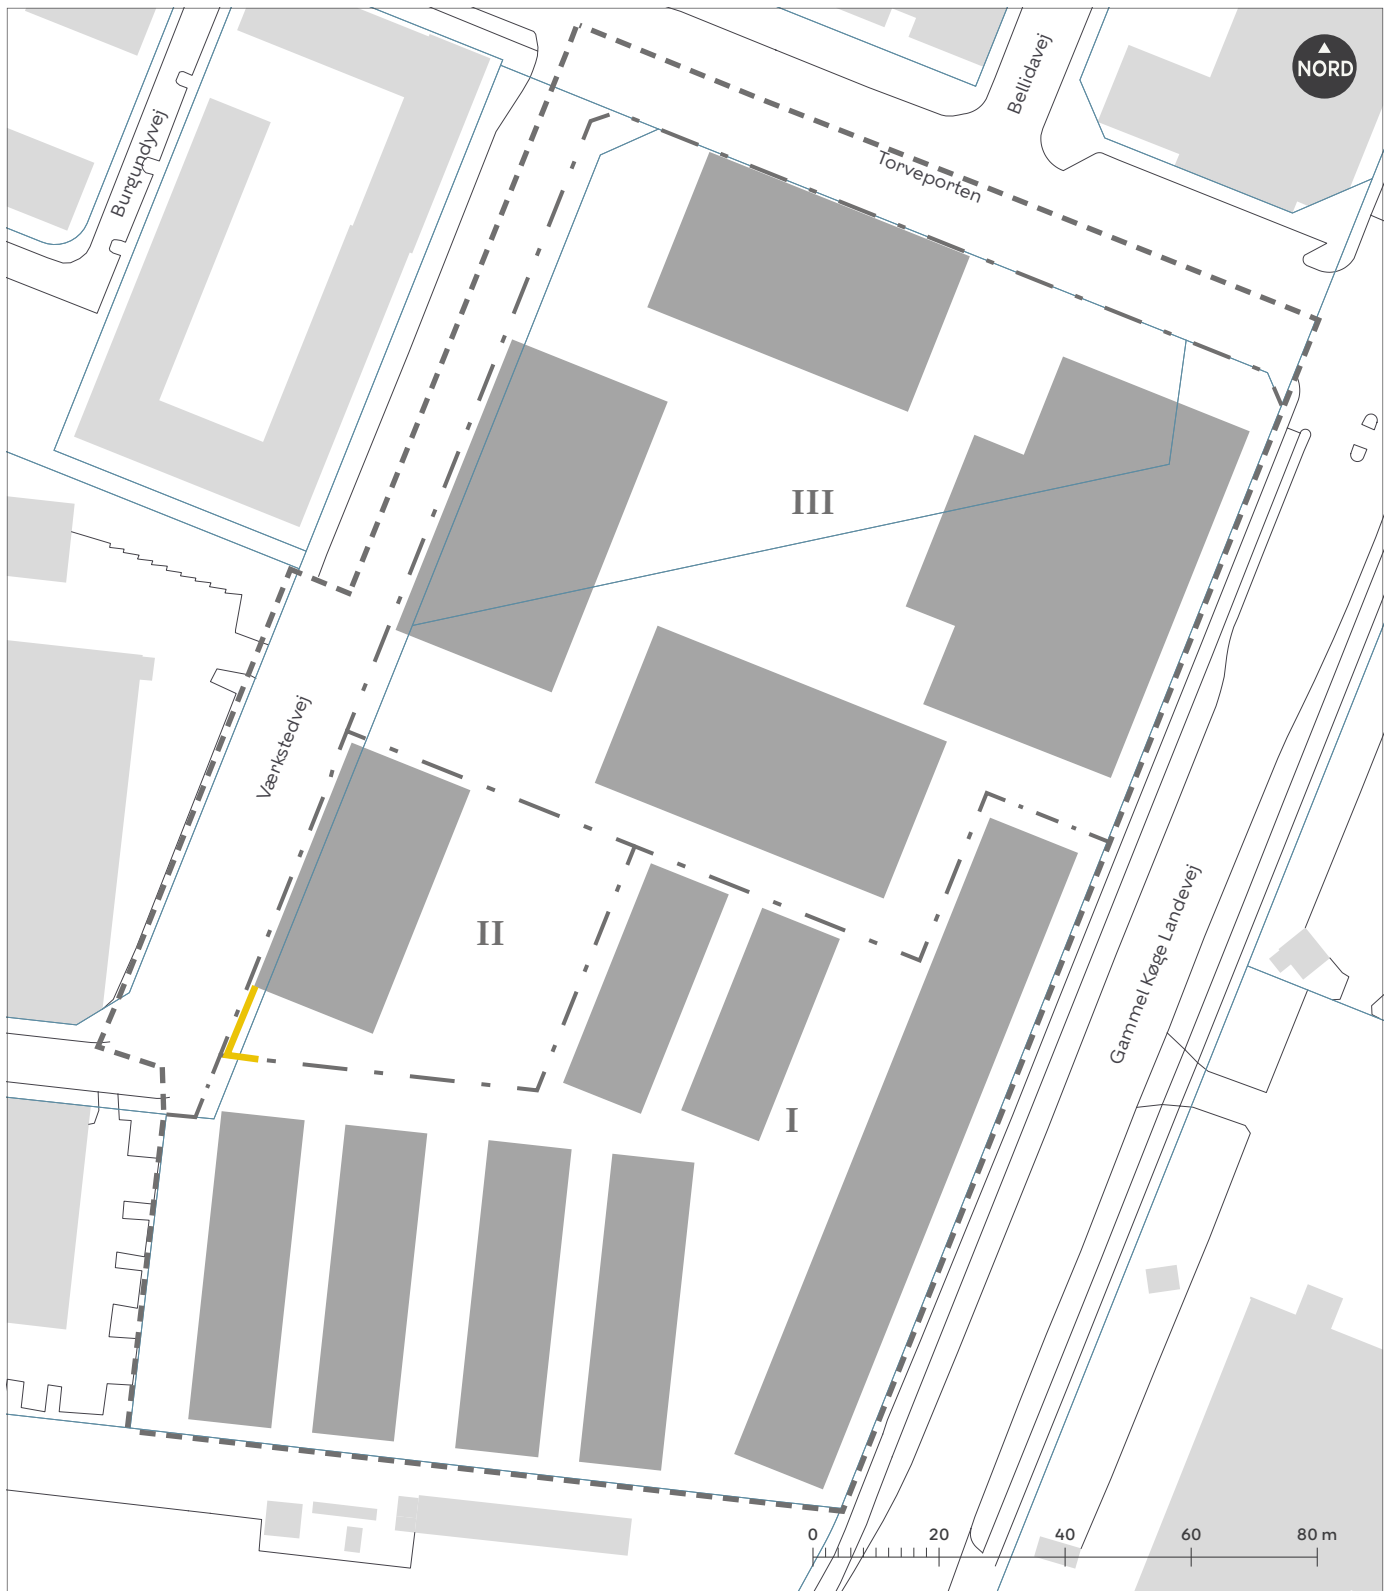 NORD
Bellidavej
Burgundyvej
Torveporten
III
Værkstedvej
II
Gammel Køge Landevej
I
0 20 40 60 80 m